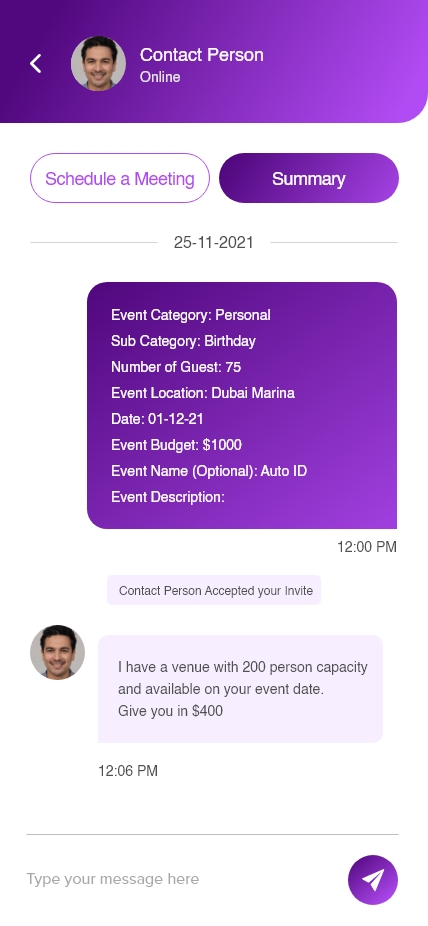 Contact Person
Online
Schedule a Meeting
Summary
25-11-2021
Event Category: Personal
Sub Category: Birthday
Number of Guest: 75
Event Location: Dubai Marina
Date: 01-12-21
Event Budget: $1000
Event Name (Optional): Auto ID
Event Description:
12:00 PM
Contact Person Accepted your Invite
I have a venue with 200 person capacity
and available on your event date.
Give you in $400
12:06 PM
Type your message here